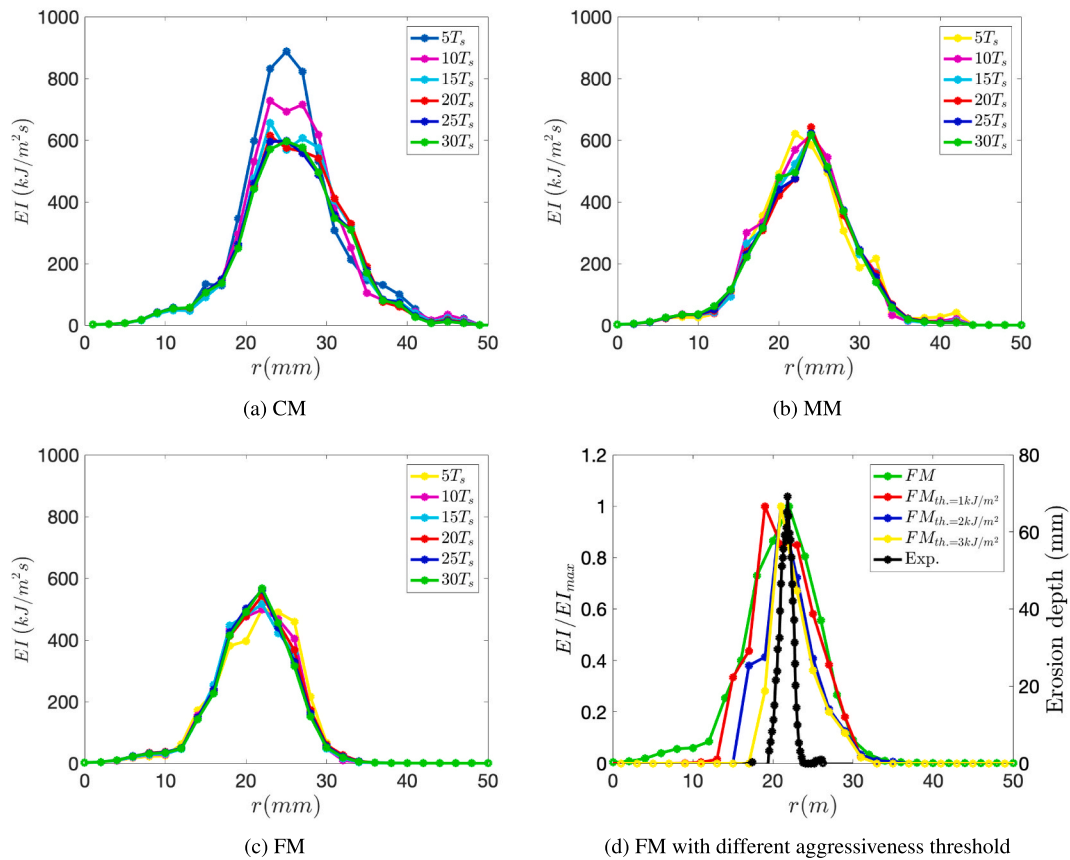 1000
800
600
400
200
0
EI (kJ/m²s)
5Tₛ
10Tₛ
15Tₛ
20Tₛ
25Tₛ
30Tₛ
0 10 20 30 40 50
r(mm)
(a) CM
1000
800
600
400
200
0
EI (kJ/m²s)
5Tₛ
10Tₛ
15Tₛ
20Tₛ
25Tₛ
30Tₛ
0 10 20 30 40 50
r(mm)
(b) MM
1000
800
600
400
200
0
EI (kJ/m²s)
5Tₛ
10Tₛ
15Tₛ
20Tₛ
25Tₛ
30Tₛ
0 10 20 30 40 50
r(mm)
(c) FM
1.2
1
0.8
0.6
0.4
0.2
0
EI/EI_max
FM
FM_th.=1kJ/m²
FM_th.=2kJ/m²
FM_th.=3kJ/m²
Exp.
80
60
40
20
0
Erosion depth (mm)
0 10 20 30 40 50
r(m)
(d) FM with different aggressiveness threshold